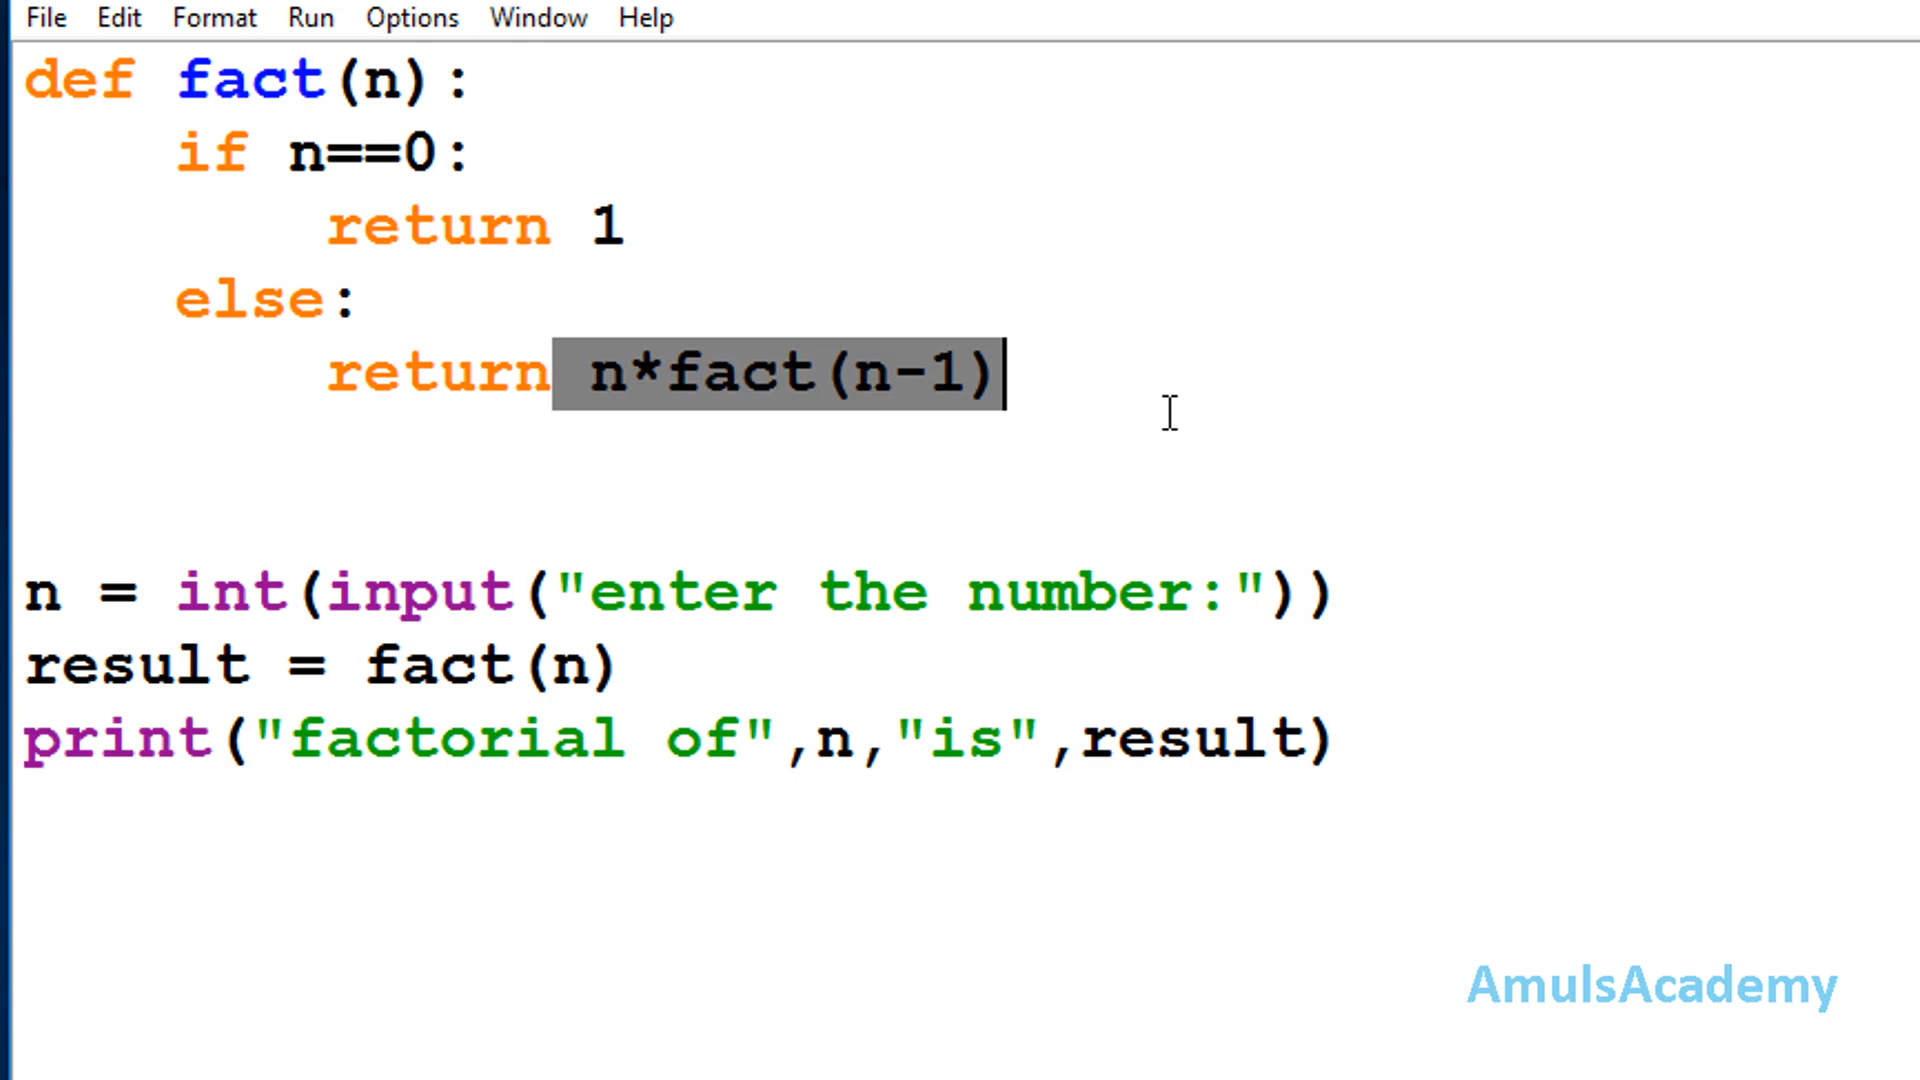 File Edit Format Run Options Window Help
def fact(n):
    if n==0:
        return 1
    else:
        return n*fact(n-1)
n = int(input("enter the number:"))
result = fact(n)
print("factorial of",n,"is",result)
AmulsAcademy